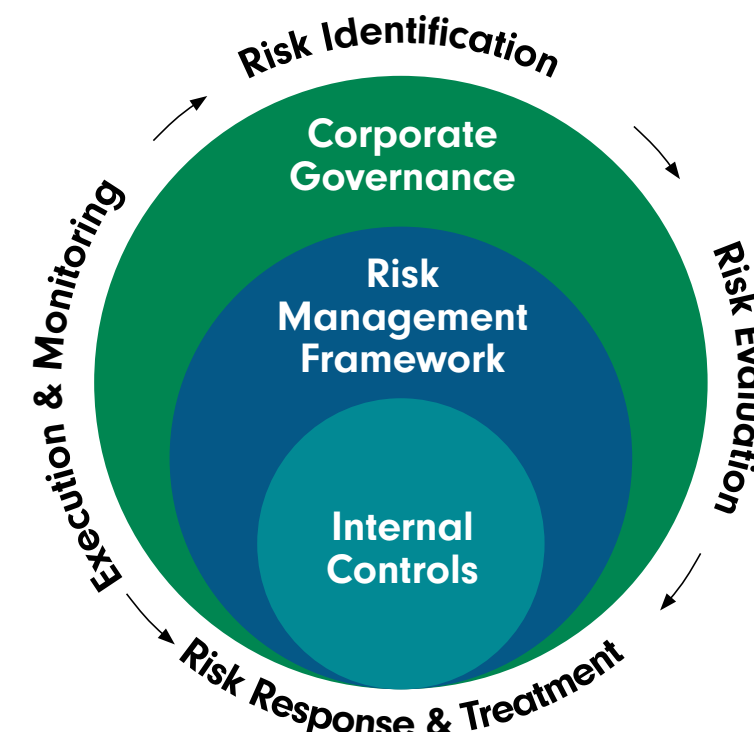 Risk Identification
Corporate
Governance
Risk
Management
Framework
Internal
Controls
Risk Evaluation
Risk Response & Treatment
Execution & Monitoring